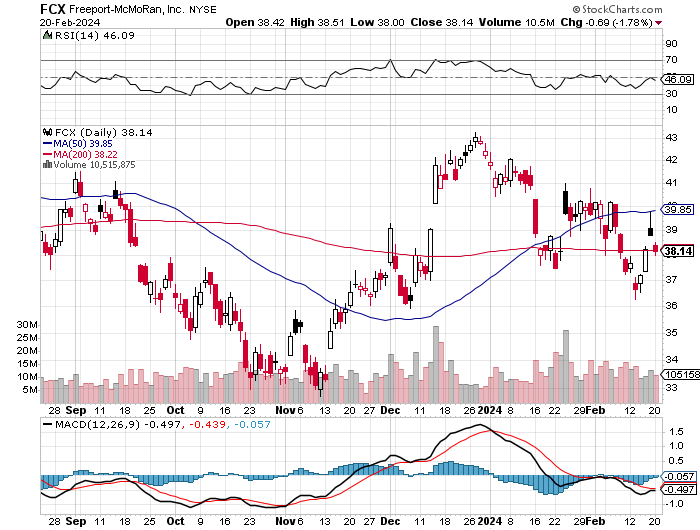 FCX Freeport-McMoRan, Inc. NYSE © StockCharts.com
20-Feb-2024 Open 38.42 High 38.51 Low 38.00 Close 38.14 Volume 10.5M Chg -0.69 (-1.78%)
RSI(14) 46.09
90
70
50
46.09
30
10
FCX (Daily) 38.14
MA(50) 39.85
MA(200) 38.22
Volume 10,515,875
43
42
41
40
39.85
39
38.14
37
36
35
34
33
30M
25M
20M
15M
10M
5M
105158
28 Sep 11 18 25 Oct 9 16 23 Nov 6 13 20 27 Dec 11 18 26 2024 8 16 22 29 Feb 12 20
MACD(12,26,9) -0.497, -0.439, -0.057
1.5
1.0
0.5
-0.057
-0.497
-1.0
28 Sep 11 18 25 Oct 9 16 23 Nov 6 13 20 27 Dec 11 18 26 2024 8 16 22 29 Feb 12 20